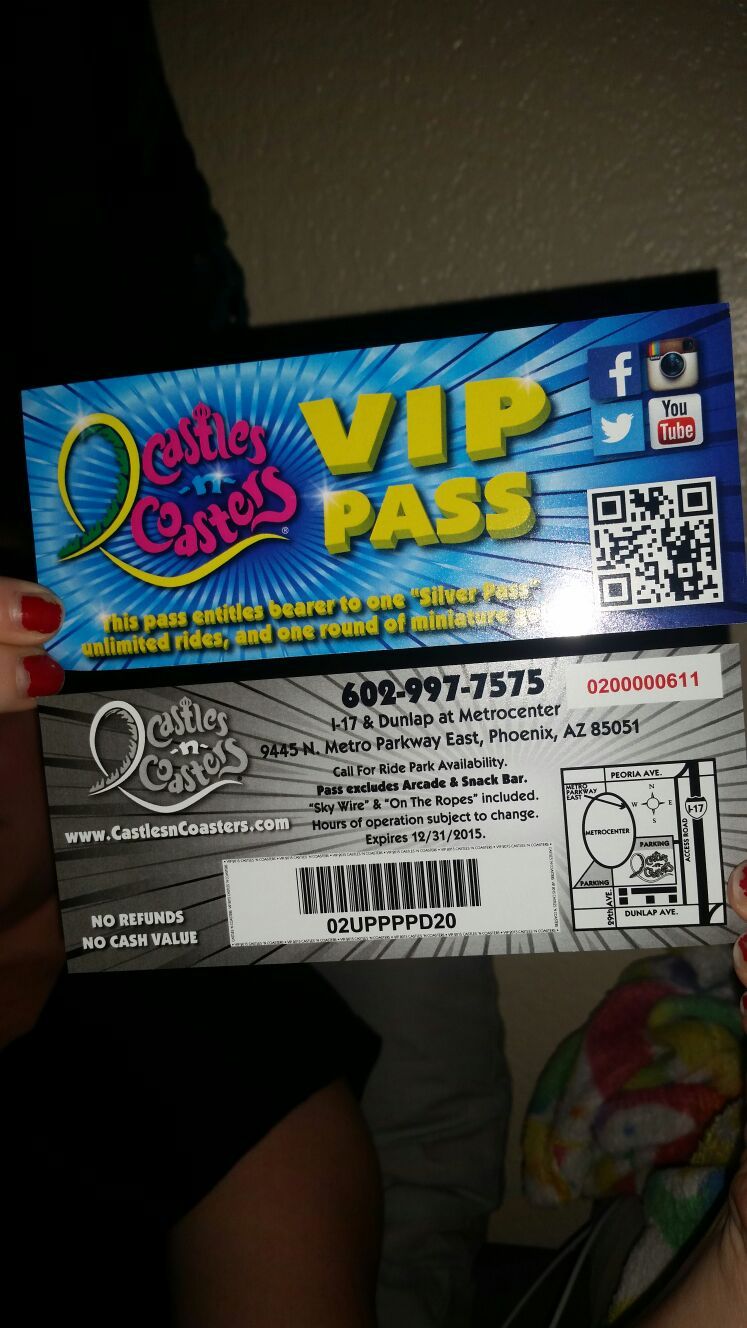 Castles
-n-
Coasters®
VIP
PASS
f
You
Tube
This pass entitles bearer to one "Silver Pass"
unlimited rides, and one round of miniature
Castles
-n-
Coasters
www.CastlesnCoasters.com
NO REFUNDS
NO CASH VALUE
602-997-7575
0200000611
I-17 & Dunlap at Metrocenter
9445 N. Metro Parkway East, Phoenix, AZ 85051
Call For Ride Park Availability.
Pass excludes Arcade & Snack Bar.
"Sky Wire" & "On The Ropes" included.
Hours of operation subject to change.
Expires 12/31/2015.
02UPPPPD20
PEORIA AVE.
METRO
PARKWAY
EAST
N
W E
S
I-17
METROCENTER
PARKING
Castles
-n-
Coasters
ACCESS ROAD
PARKING
29th AVE.
DUNLAP AVE.